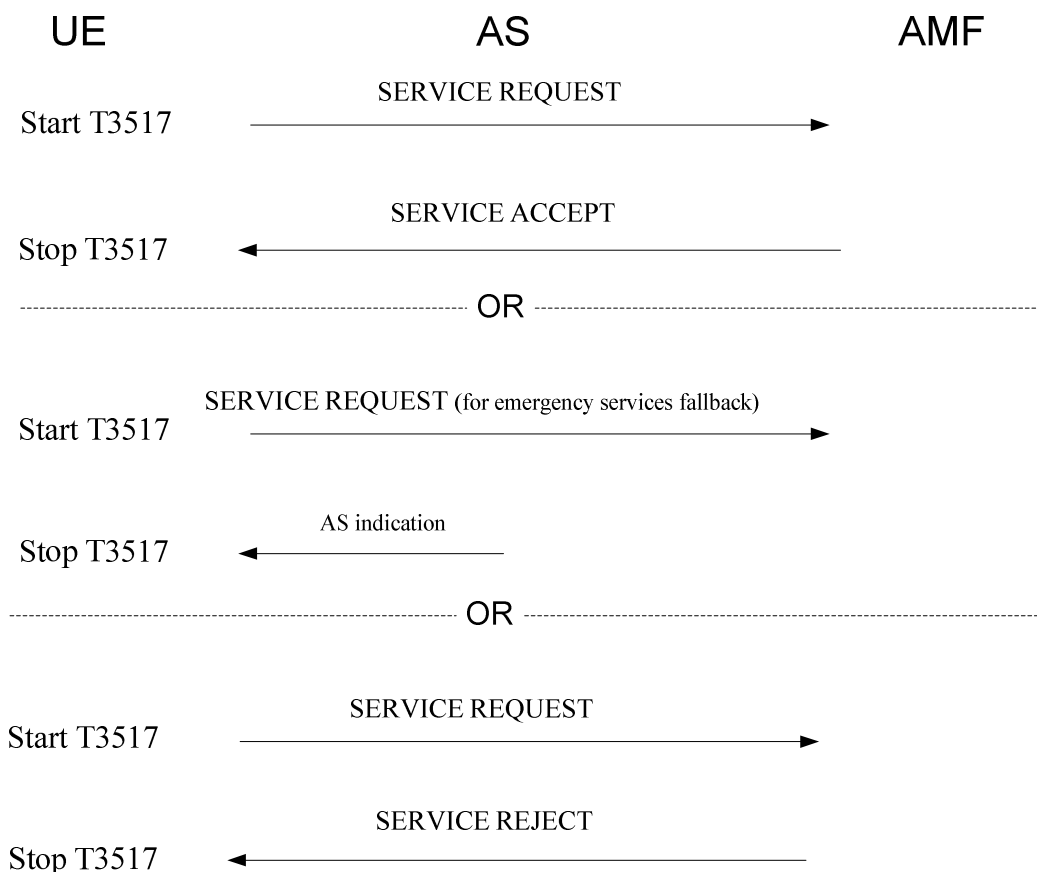 UE AS AMF
SERVICE REQUEST
Start T3517
SERVICE ACCEPT
Stop T3517
OR
SERVICE REQUEST (for emergency services fallback)
Start T3517
AS indication
Stop T3517
OR
SERVICE REQUEST
Start T3517
SERVICE REJECT
Stop T3517